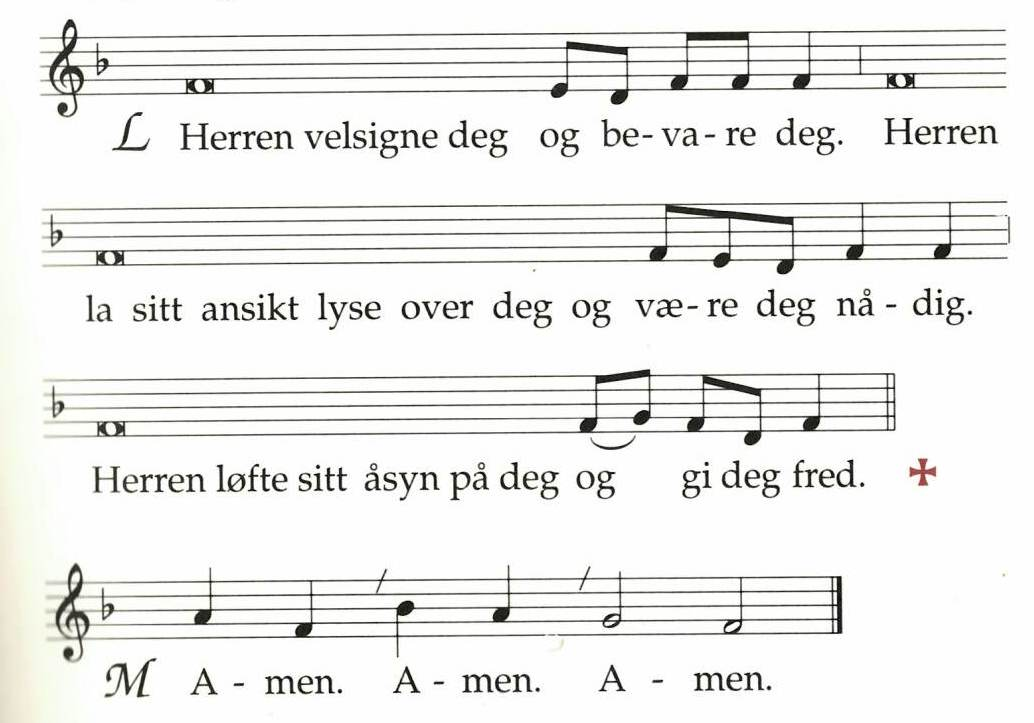 L Herren velsigne deg og be-va-re deg. Herren
la sitt ansikt lyse over deg og væ-re deg nå-dig.
Herren løfte sitt åsyn på deg og gi deg fred. ✠
M A-men. A-men. A-men.